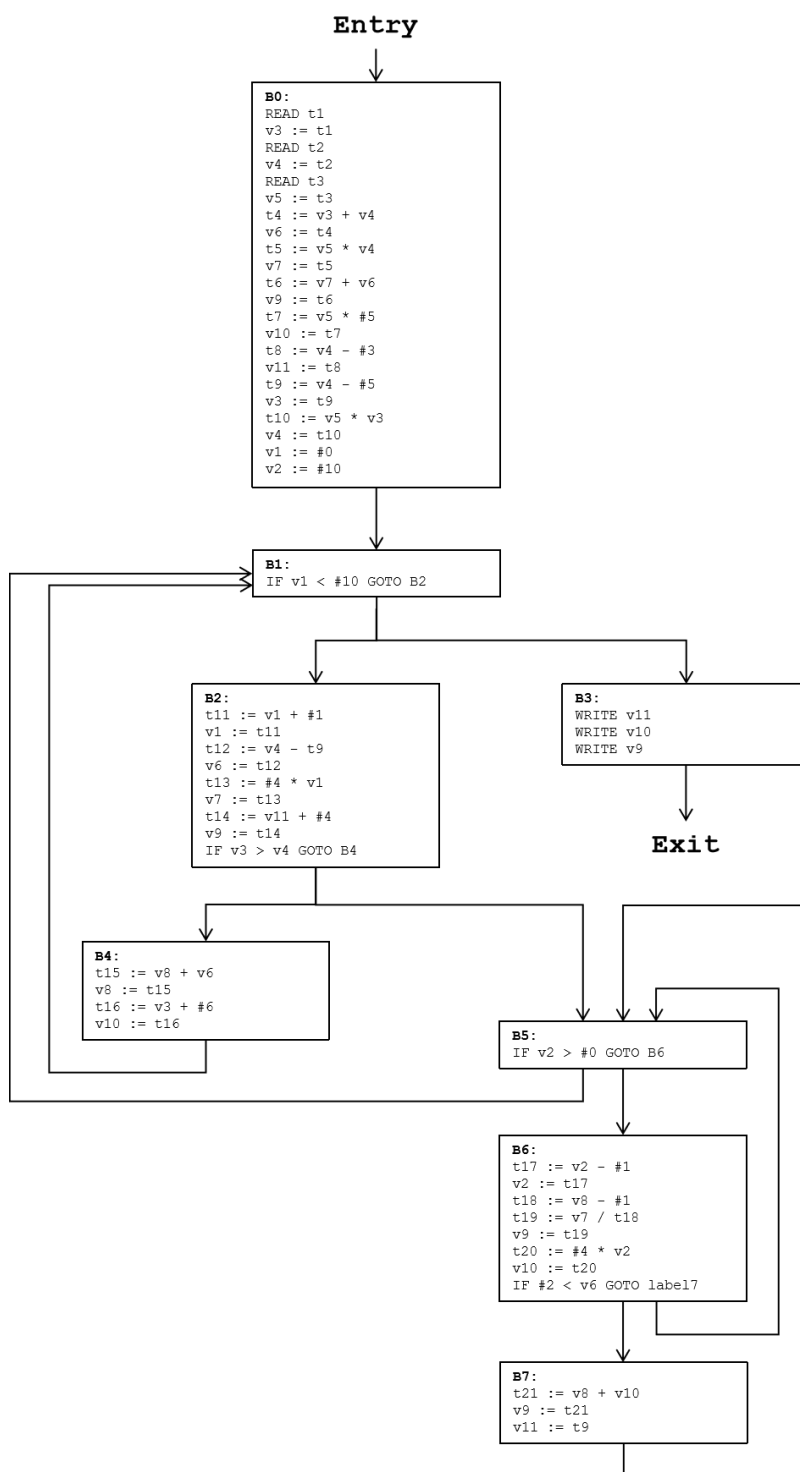 Entry
B0:
READ t1
v3 := t1
READ t2
v4 := t2
READ t3
v5 := t3
t4 := v3 + v4
v6 := t4
t5 := v5 * v4
v7 := t5
t6 := v7 + v6
v9 := t6
t7 := v5 * #5
v10 := t7
t8 := v4 - #3
v11 := t8
t9 := v4 - #5
v3 := t9
t10 := v5 * v3
v4 := t10
v1 := #0
v2 := #10
B1:
IF v1 < #10 GOTO B2
B2:
t11 := v1 + #1
v1 := t11
t12 := v4 - t9
v6 := t12
t13 := #4 * v1
v7 := t13
t14 := v11 + #4
v9 := t14
IF v3 > v4 GOTO B4
B3:
WRITE v11
WRITE v10
WRITE v9
Exit
B4:
t15 := v8 + v6
v8 := t15
t16 := v3 + #6
v10 := t16
B5:
IF v2 > #0 GOTO B6
B6:
t17 := v2 - #1
v2 := t17
t18 := v8 - #1
t19 := v7 / t18
v9 := t19
t20 := #4 * v2
v10 := t20
IF #2 < v6 GOTO label7
B7:
t21 := v8 + v10
v9 := t21
v11 := t9